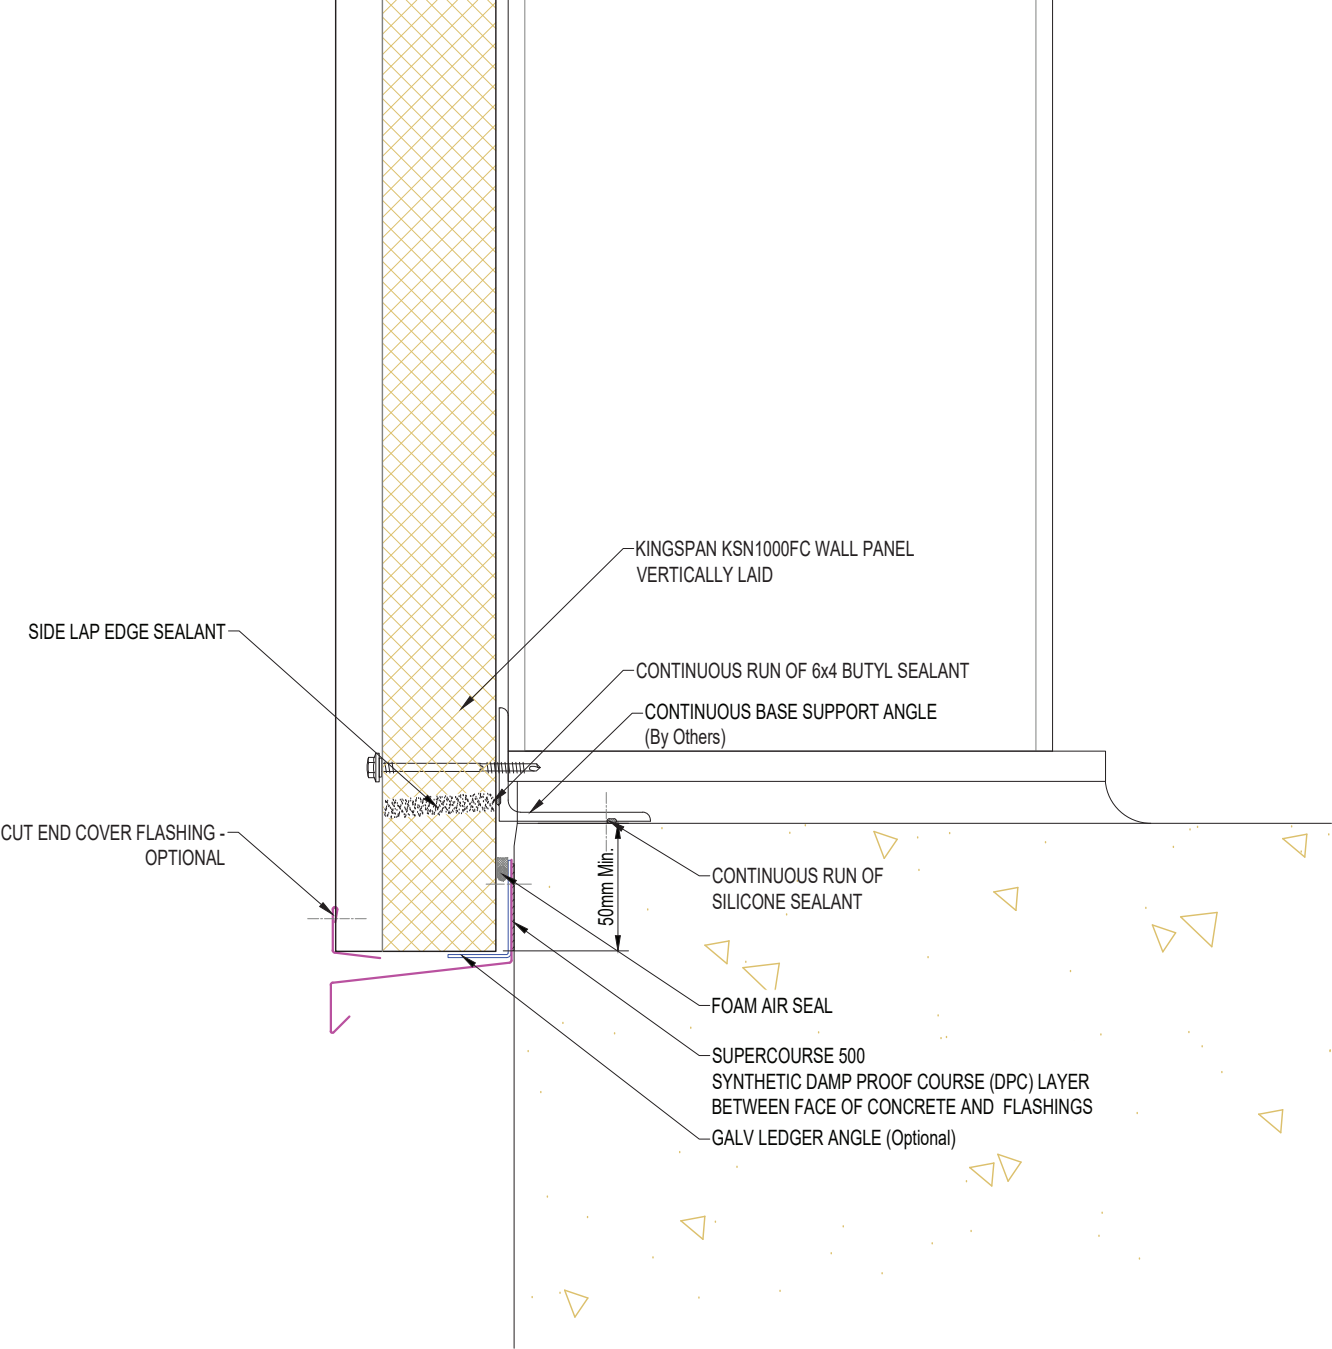 KINGSPAN KSN1000FC WALL PANEL
VERTICALLY LAID
SIDE LAP EDGE SEALANT
CONTINUOUS RUN OF 6x4 BUTYL SEALANT
CONTINUOUS BASE SUPPORT ANGLE
(By Others)
CUT END COVER FLASHING -
OPTIONAL
50mm Min.
CONTINUOUS RUN OF
SILICONE SEALANT
FOAM AIR SEAL
SUPERCOURSE 500
SYNTHETIC DAMP PROOF COURSE (DPC) LAYER
BETWEEN FACE OF CONCRETE AND FLASHINGS
GALV LEDGER ANGLE (Optional)